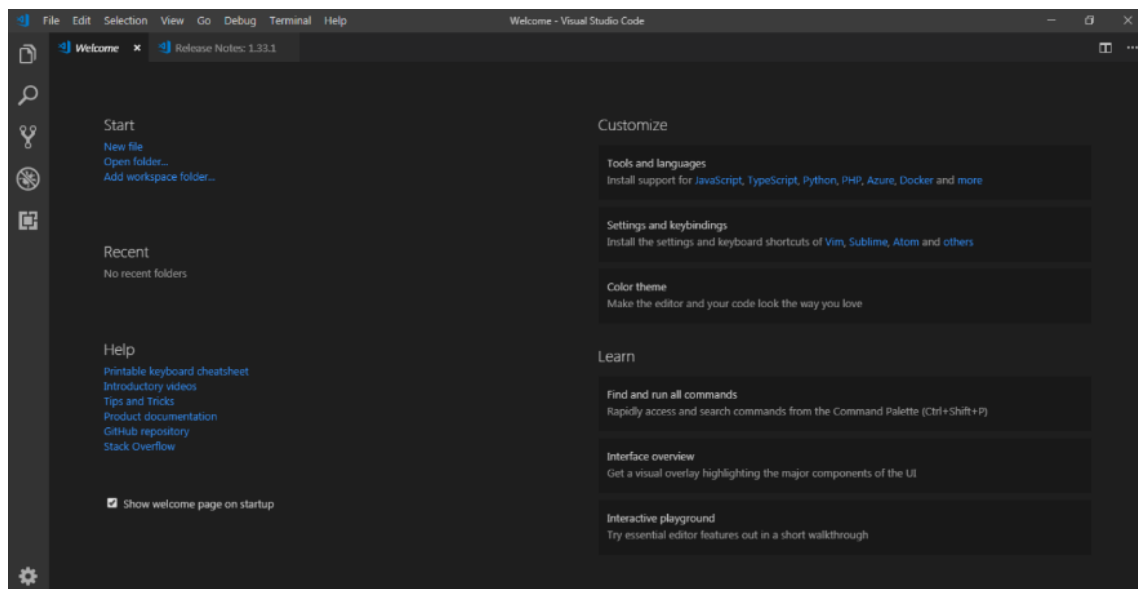 File Edit Selection View Go Debug Terminal Help
Welcome - Visual Studio Code
Welcome
Release Notes: 1.33.1
Start
New file
Open folder...
Add workspace folder...
Recent
No recent folders
Help
Printable keyboard cheatsheet
Introductory videos
Tips and Tricks
Product documentation
GitHub repository
Stack Overflow
Show welcome page on startup
Customize
Tools and languages
Install support for JavaScript, TypeScript, Python, PHP, Azure, Docker and more
Settings and keybindings
Install the settings and keyboard shortcuts of Vim, Sublime, Atom and others
Color theme
Make the editor and your code look the way you love
Learn
Find and run all commands
Rapidly access and search commands from the Command Palette (Ctrl+Shift+P)
Interface overview
Get a visual overlay highlighting the major components of the UI
Interactive playground
Try essential editor features out in a short walkthrough